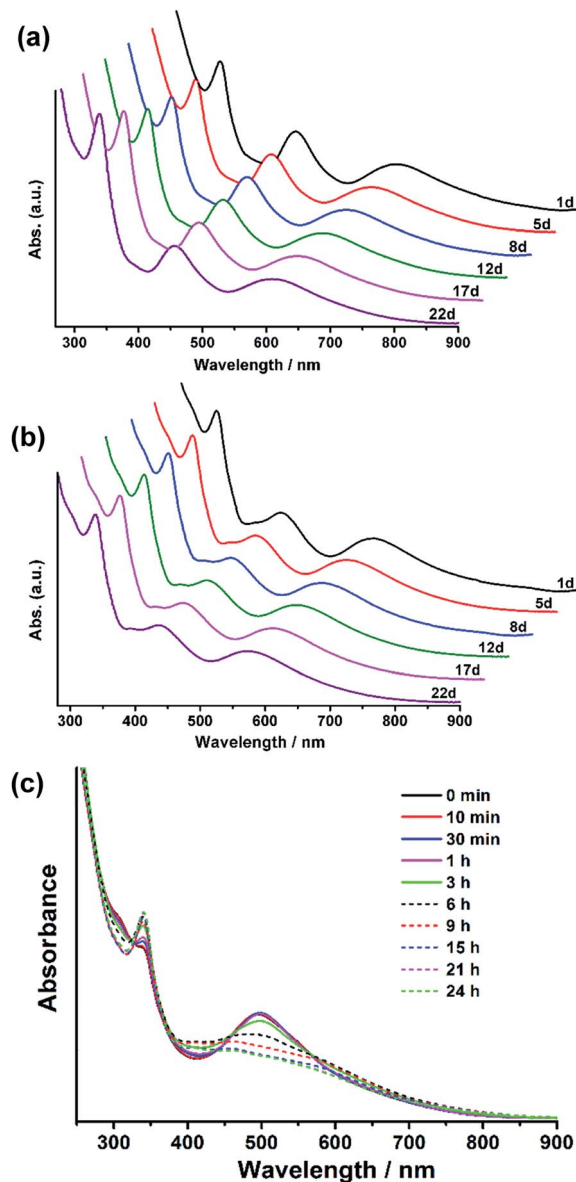 (a)
Abs. (a.u.)
1d
5d
8d
12d
17d
22d
300 400 500 600 700 800 900
Wavelength / nm
(b)
Abs. (a.u.)
1d
5d
8d
12d
17d
22d
300 400 500 600 700 800 900
Wavelength / nm
(c)
Absorbance
0 min
10 min
30 min
1 h
3 h
6 h
9 h
15 h
21 h
24 h
300 400 500 600 700 800 900
Wavelength / nm